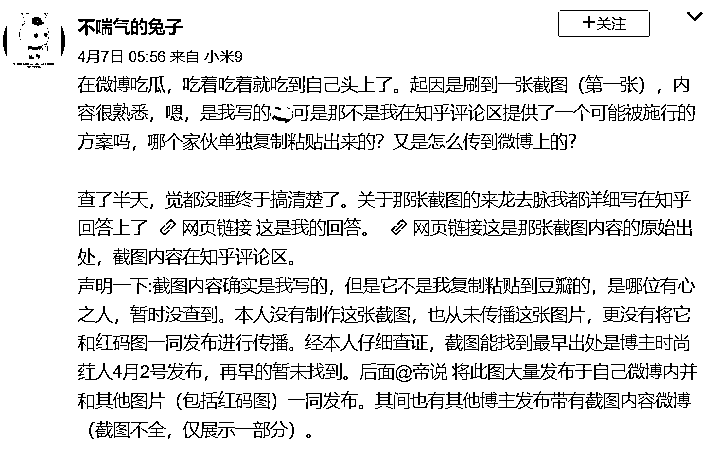 不喘气的兔子
+关注
4月7日 05:56 来自 小米9
在微博吃瓜，吃着吃着就吃到自己头上了。起因是刷到一张截图（第一张），内
容很熟悉，嗯，是我写的 可是那不是我在知乎评论区提供了一个可能被施行的
方案吗，哪个家伙单独复制粘贴出来的？又是怎么传到微博上的？
查了半天，觉都没睡终于搞清楚了。关于那张截图的来龙去脉我都详细写在知乎
回答上了 网页链接 这是我的回答。 网页链接这是那张截图内容的原始出
处，截图内容在知乎评论区。
声明一下:截图内容确实是我写的，但是它不是我复制粘贴到豆瓣的，是哪位有心
之人，暂时没查到。本人没有制作这张截图，也从未传播这张图片，更没有将它
和红码图一同发布进行传播。经本人仔细查证，截图能找到最早出处是博主时尚
荭人4月2号发布，再早的暂未找到。后面@帝说 将此图大量发布于自己微博内并
和其他图片（包括红码图）一同发布。其间也有其他博主发布带有截图内容微博
（截图不全，仅展示一部分）。